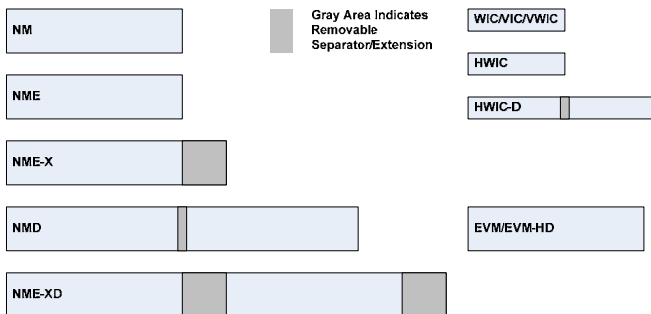 NM
Gray Area Indicates
Removable
Separator/Extension
WIC/VIC/VWIC
HWIC
NME
HWIC-D
NME-X
NMD
EVM/EVM-HD
NME-XD